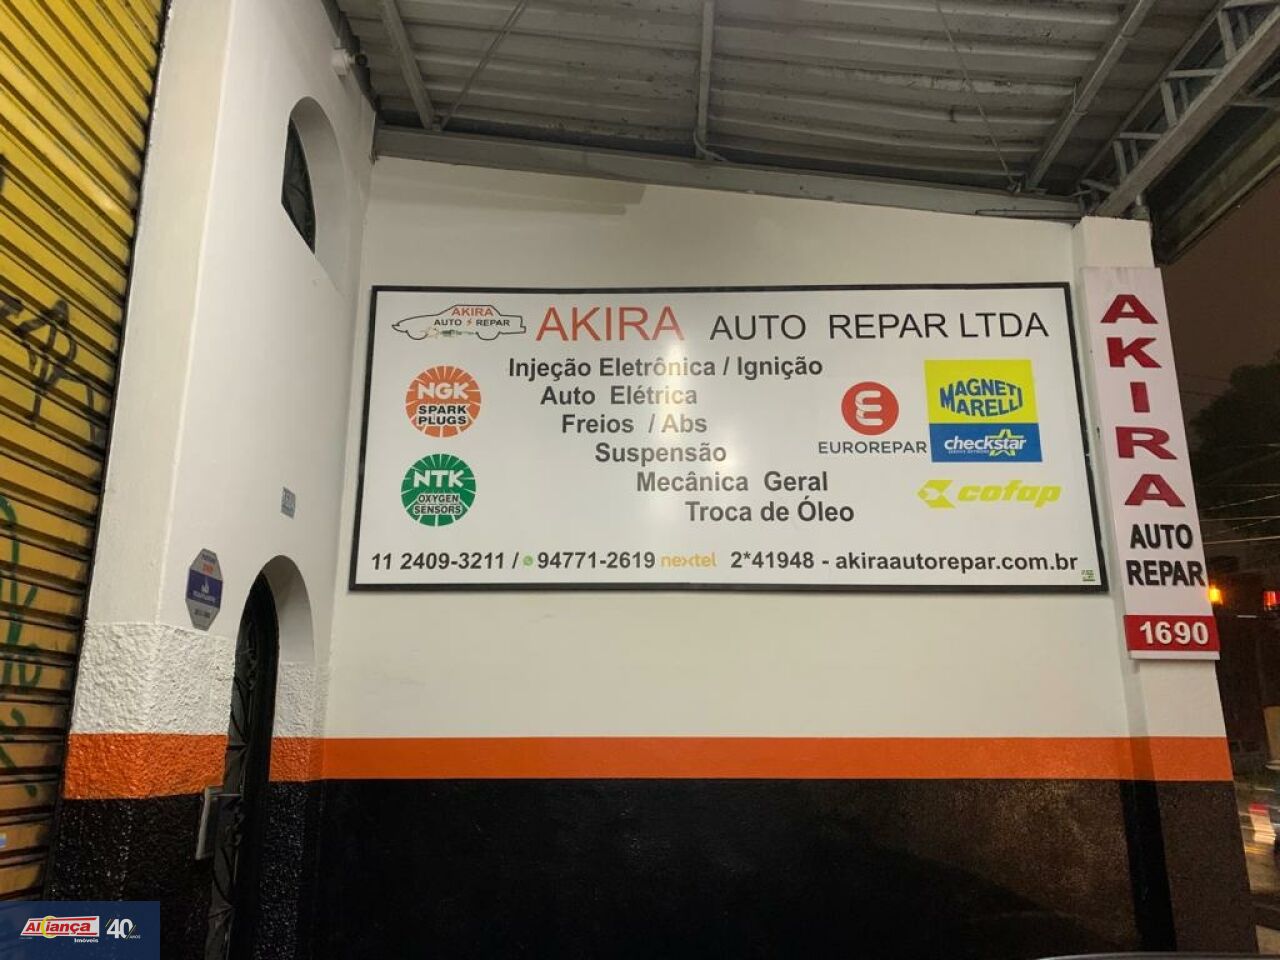 AKIRA
AUTO REPAR
AKIRA AUTO REPAR LTDA
Injeção Eletrônica / Ignição
Auto Elétrica
Freios / Abs
Suspensão
Mecânica Geral
Troca de Óleo
NGK
SPARK
PLUGS
NTK
OXYGEN
SENSORS
EUROREPAR
MAGNETI
MARELLI
checkstar
cofap
11 2409-3211 / 94771-2619 nextel 2*41948 - akiraautorepar.com.br
AKIRA
AUTO
REPAR
1690
Aliança
Imóveis
40
ANOS